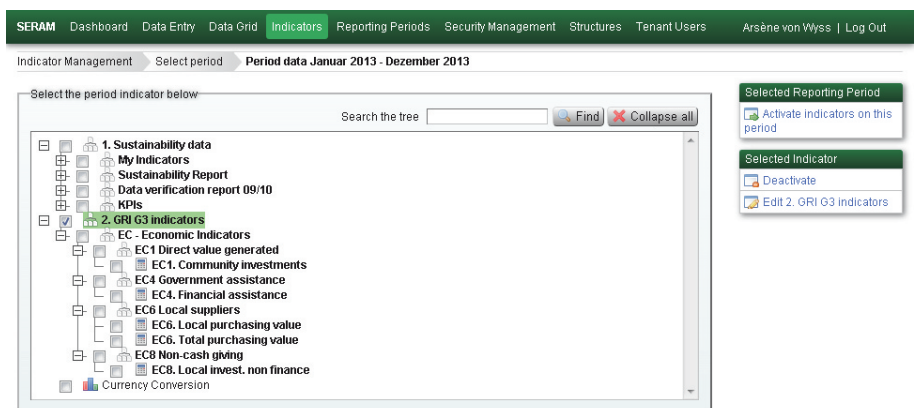 SERAM Dashboard Data Entry Data Grid Indicators Reporting Periods Security Management Structures Tenant Users Arsène von Wyss | Log Out
Indicator Management Select period Period data Januar 2013 - Dezember 2013
Select the period indicator below
Search the tree Find Collapse all
1. Sustainability data
My Indicators
Sustainability Report
Data verification report 09/10
KPIs
2. GRI G3 indicators
EC - Economic Indicators
EC1 Direct value generated
EC1. Community investments
EC4 Government assistance
EC4. Financial assistance
EC6 Local suppliers
EC6. Local purchasing value
EC6. Total purchasing value
EC8 Non-cash giving
EC8. Local invest. non finance
Currency Conversion
Selected Reporting Period
Activate indicators on this
period
Selected Indicator
Deactivate
Edit 2. GRI G3 indicators